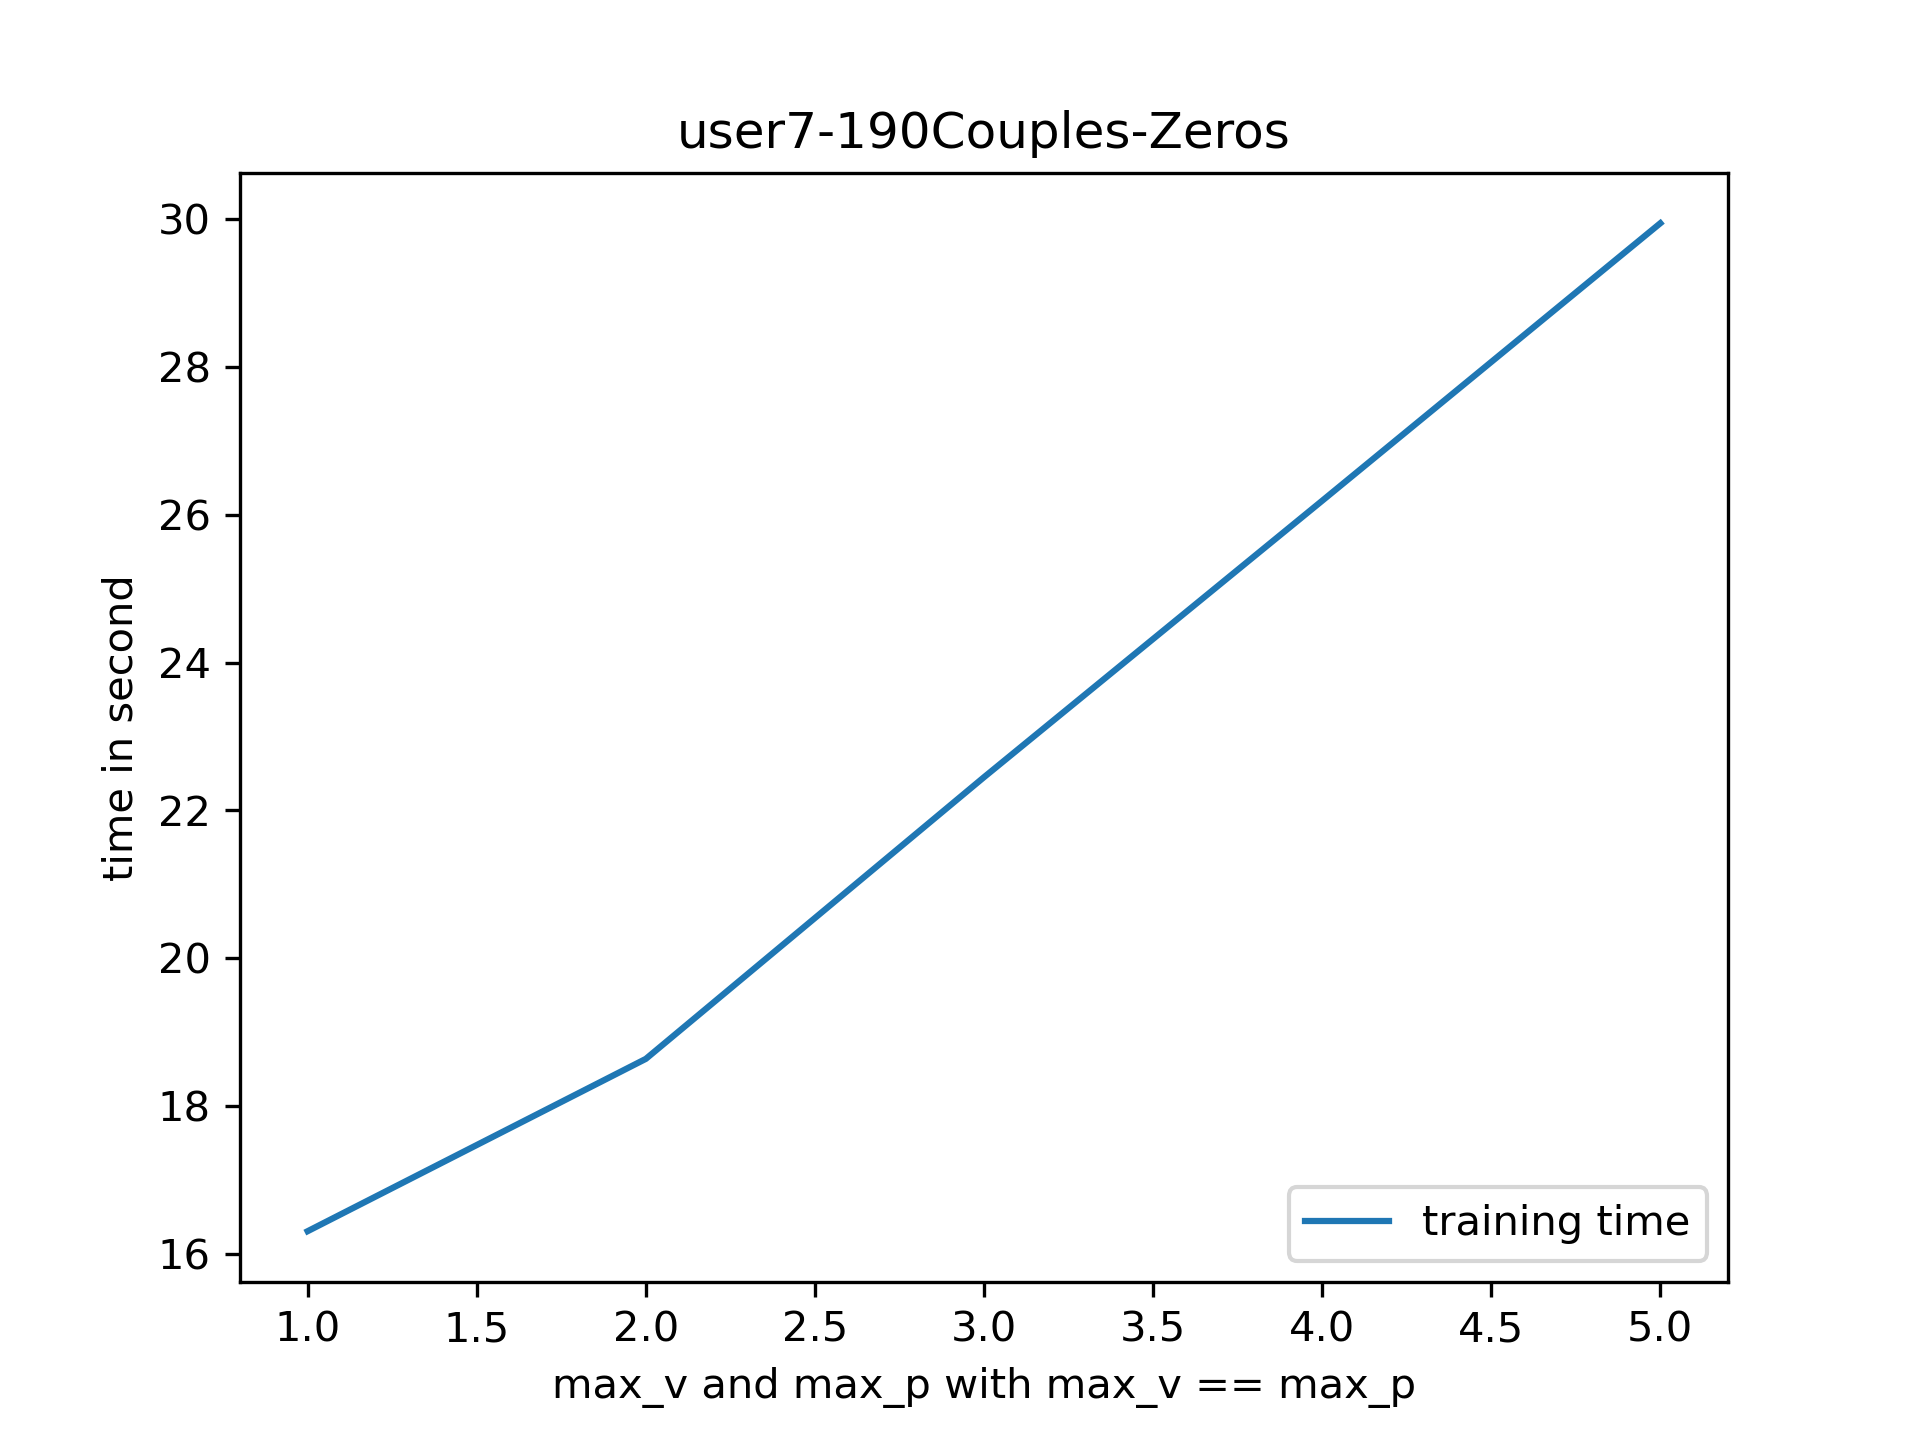 user7-190Couples-Zeros
30
28
26
24
22
20
18
16
time in second
training time
1.0 1.5 2.0 2.5 3.0 3.5 4.0 4.5 5.0
max_v and max_p with max_v == max_p